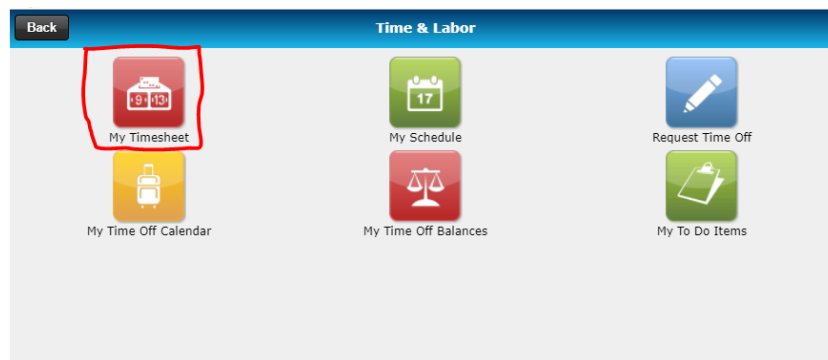 Back
Time & Labor
9 13
My Timesheet
17
My Schedule
Request Time Off
My Time Off Calendar
My Time Off Balances
My To Do Items